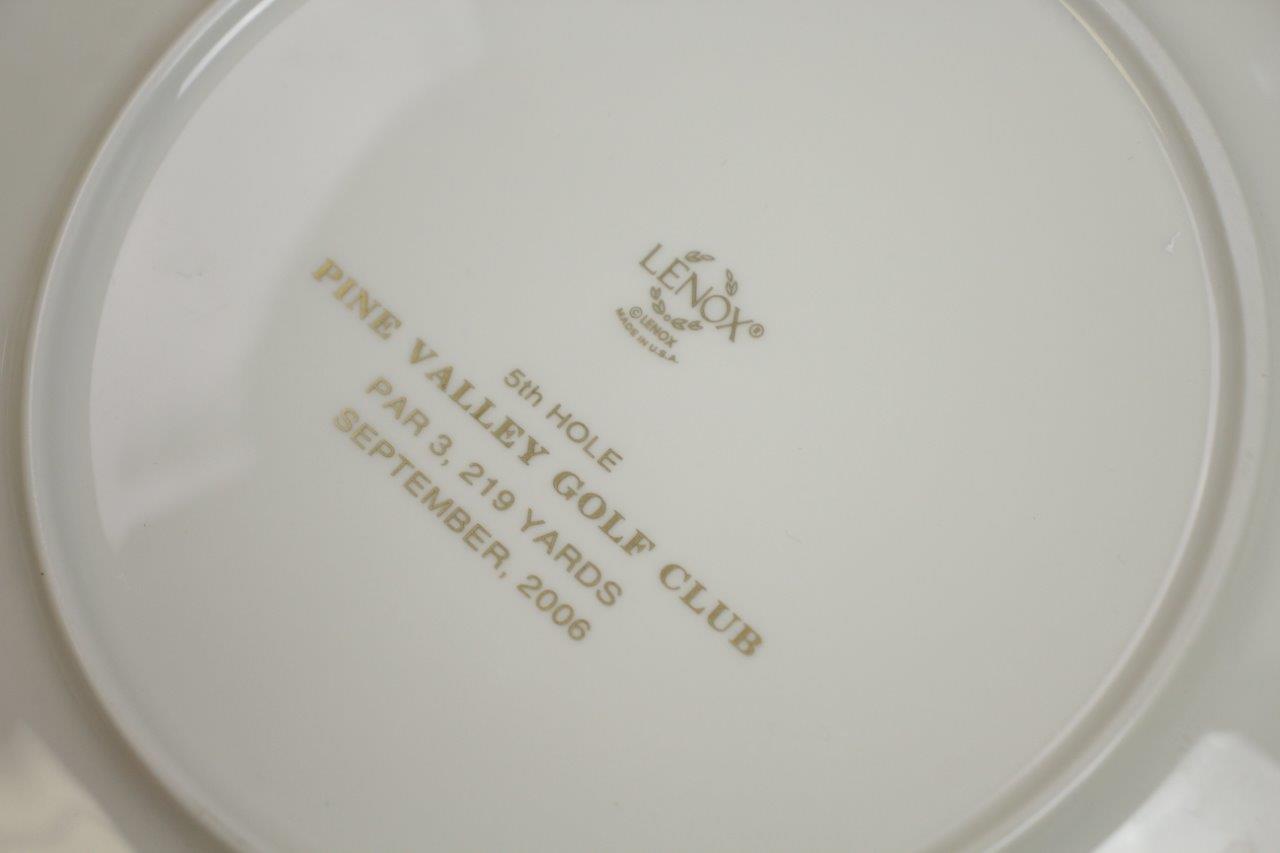 LENOX®
© LENOX
MADE IN U.S.A.
5th HOLE
PINE VALLEY GOLF CLUB
PAR 3, 219 YARDS
SEPTEMBER, 2006